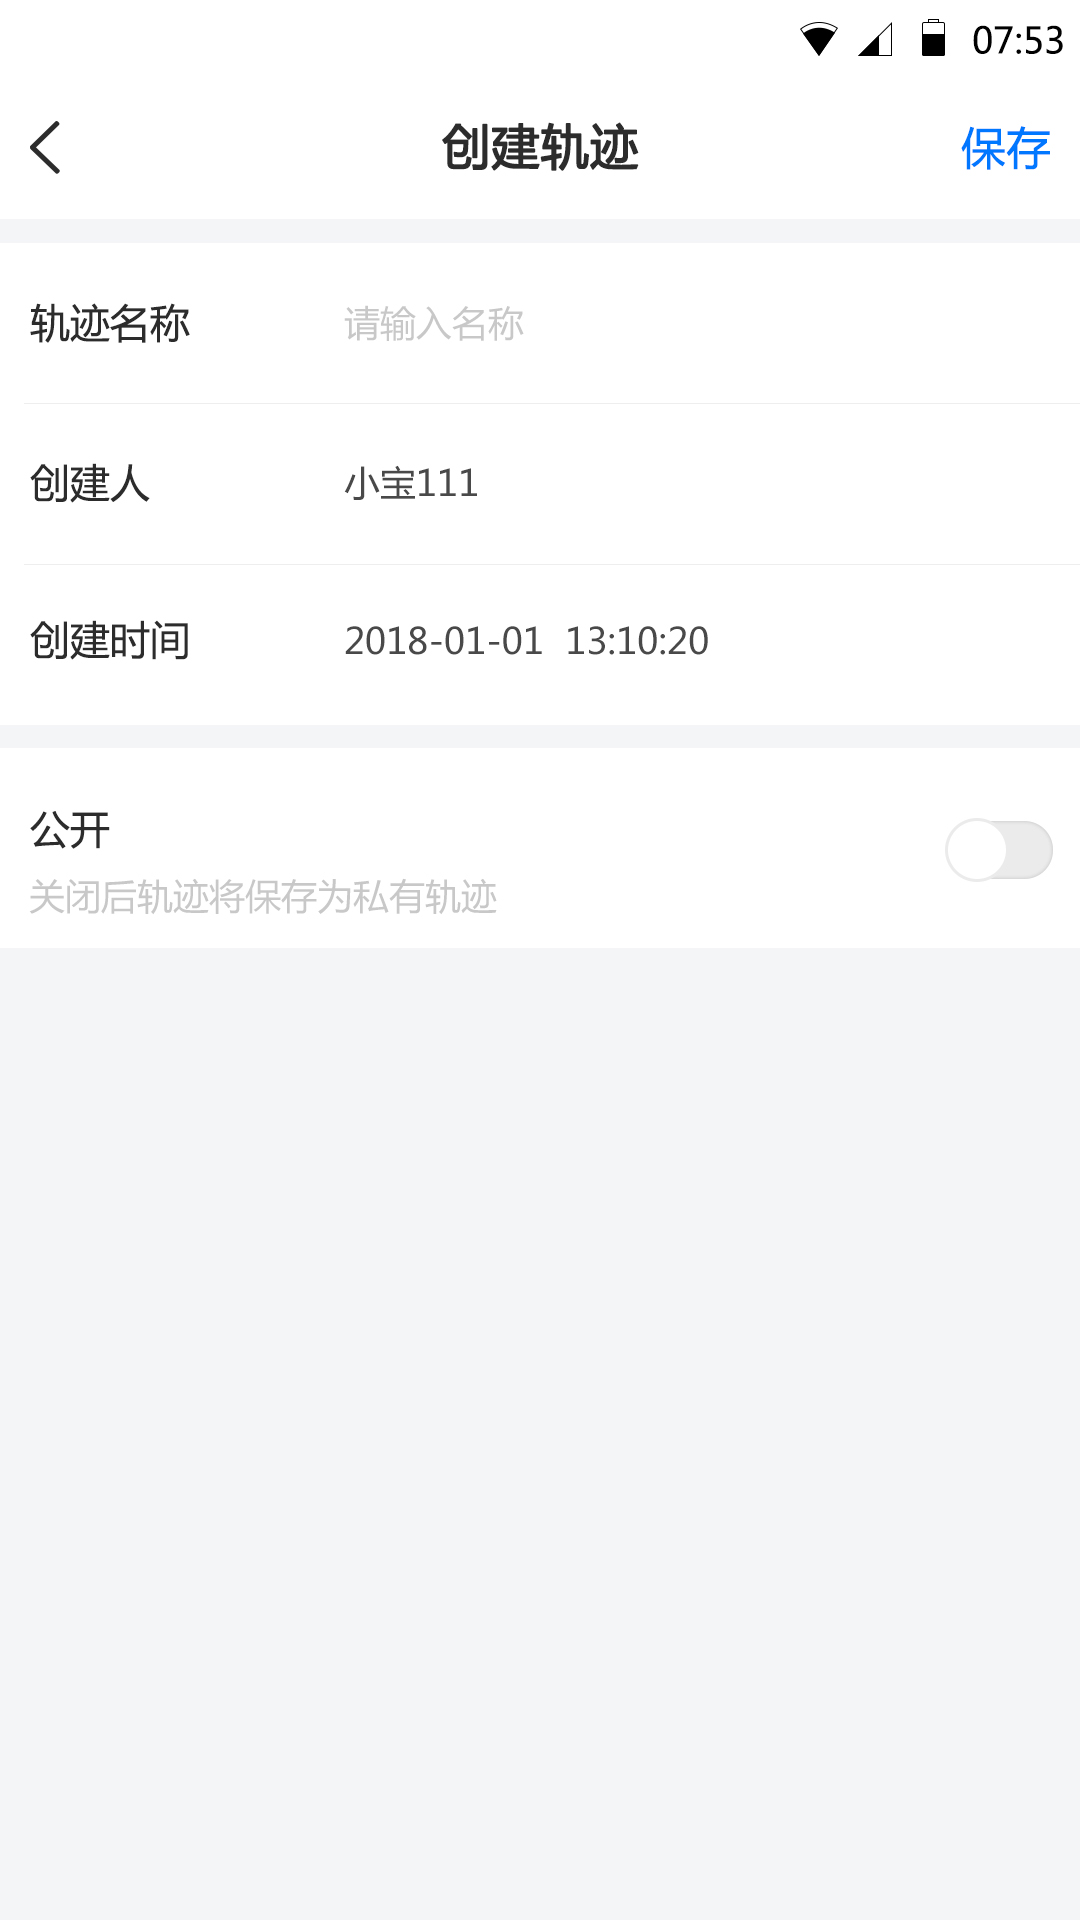 07:53
创建轨迹 保存
轨迹名称 请输入名称
创建人 小宝111
创建时间 2018-01-01 13:10:20
公开
关闭后轨迹将保存为私有轨迹